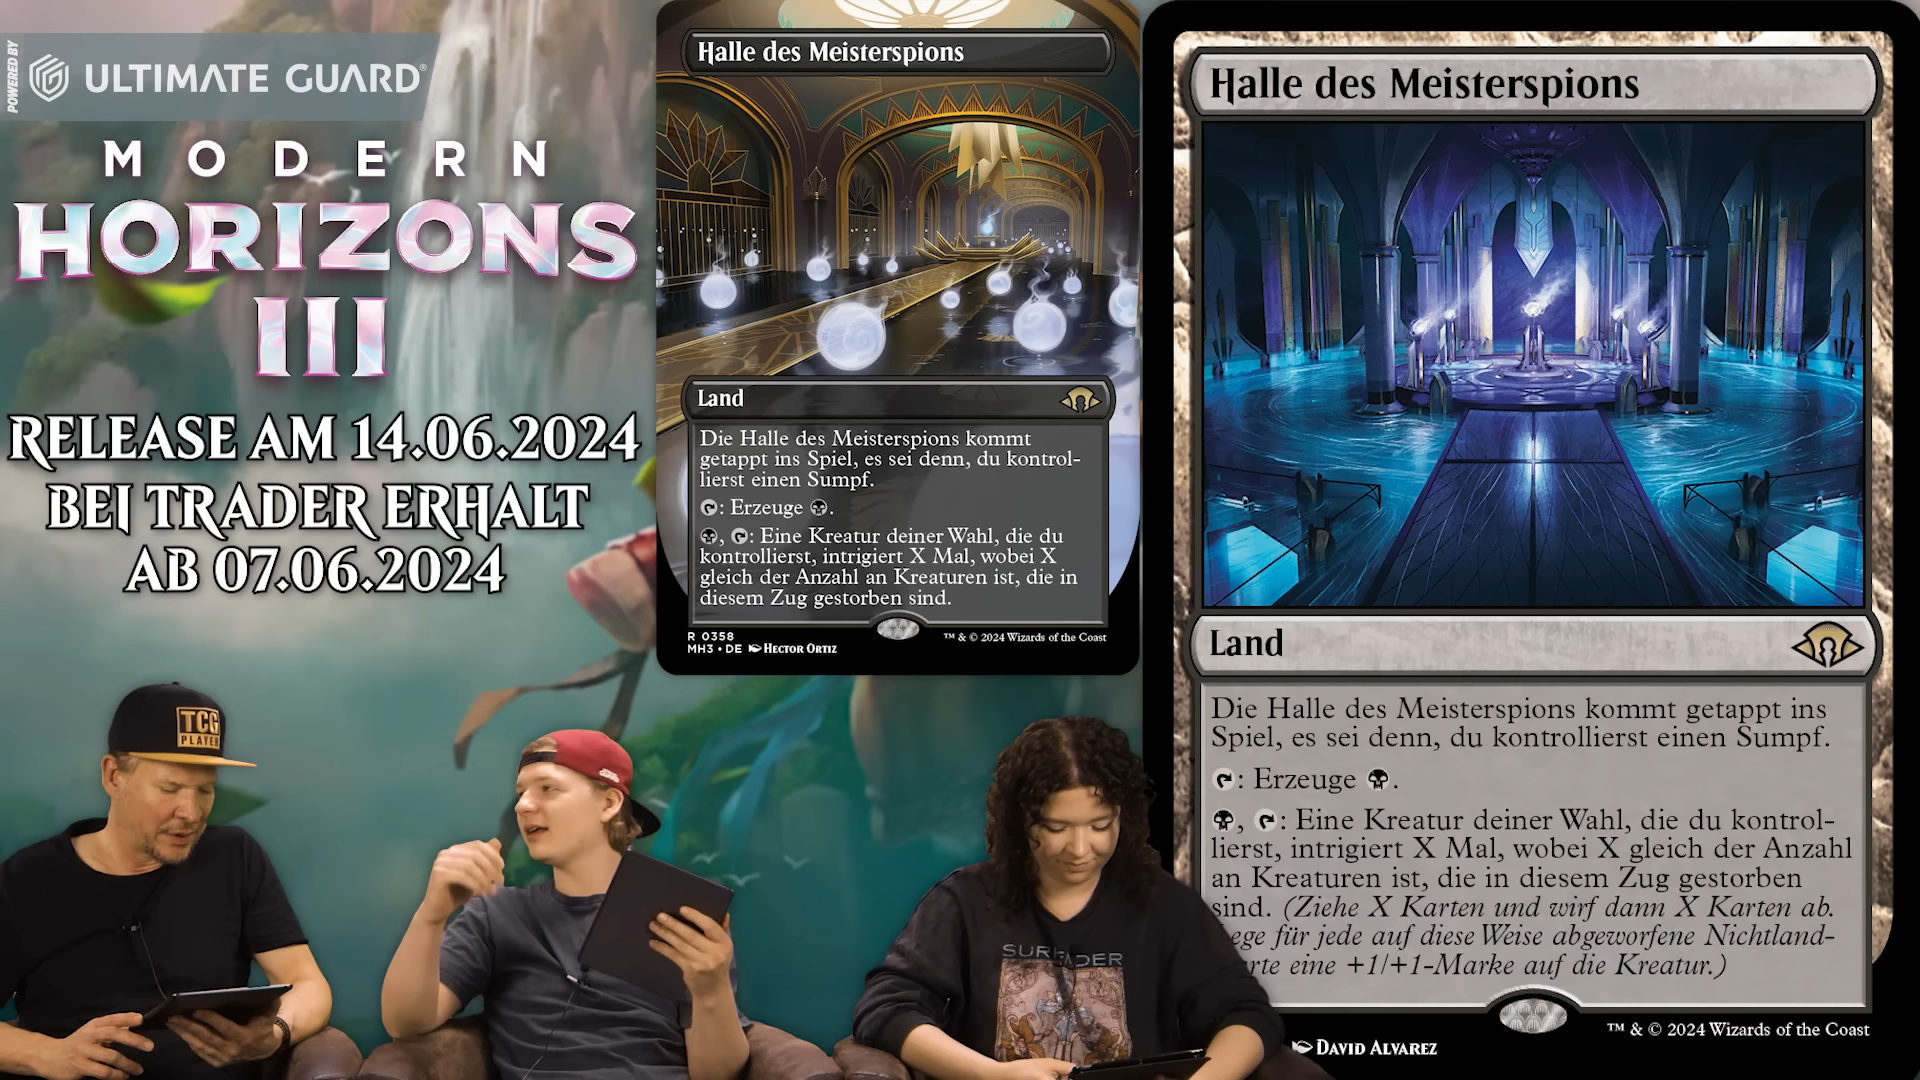 POWERED BY
ULTIMATE GUARD®
MODERN
HORIZONS
III
RELEASE AM 14.06.2024
BEI TRADER ERHALT
AB 07.06.2024
Halle des Meisterspions
Land
Die Halle des Meisterspions kommt
getappt ins Spiel, es sei denn, du kontrol-
lierst einen Sumpf.
: Erzeuge .
, : Eine Kreatur deiner Wahl, die du
kontrollierst, intrigiert X Mal, wobei X
gleich der Anzahl an Kreaturen ist, die in
diesem Zug gestorben sind.
R 0358
MH3 • DE HECTOR ORTIZ
™ & © 2024 Wizards of the Coast
Halle des Meisterspions
Land
Die Halle des Meisterspions kommt getappt ins
Spiel, es sei denn, du kontrollierst einen Sumpf.
: Erzeuge .
, : Eine Kreatur deiner Wahl, die du kontrol-
lierst, intrigiert X Mal, wobei X gleich der Anzahl
an Kreaturen ist, die in diesem Zug gestorben
sind. (Ziehe X Karten und wirf dann X Karten ab.
ege für jede auf diese Weise abgeworfene Nichtland-
rte eine +1/+1-Marke auf die Kreatur.)
DAVID ALVAREZ
™ & © 2024 Wizards of the Coast
TCG
PLAYER